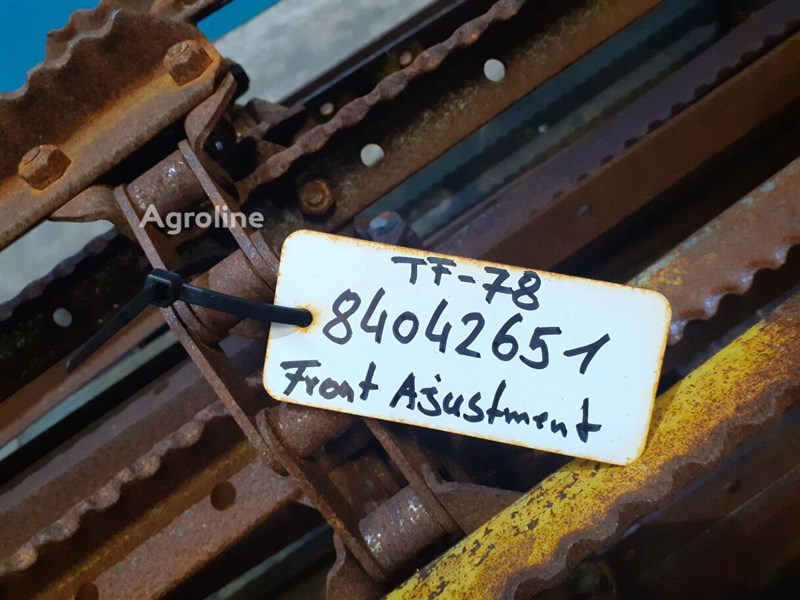 Agroline
TF-78
84042651
Front Ajustment